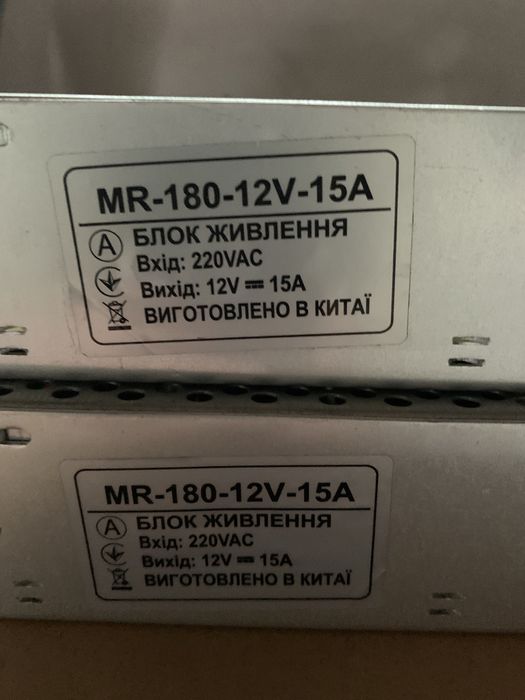 MR-180-12V-15A
A БЛОК ЖИВЛЕННЯ
Вхід: 220VAC
Вихід: 12V 15A
ВИГОТОВЛЕНО В КИТАЇ
MR-180-12V-15A
A БЛОК ЖИВЛЕННЯ
Вхід: 220VAC
Вихід: 12V 15A
ВИГОТОВЛЕНО В КИТАЇ